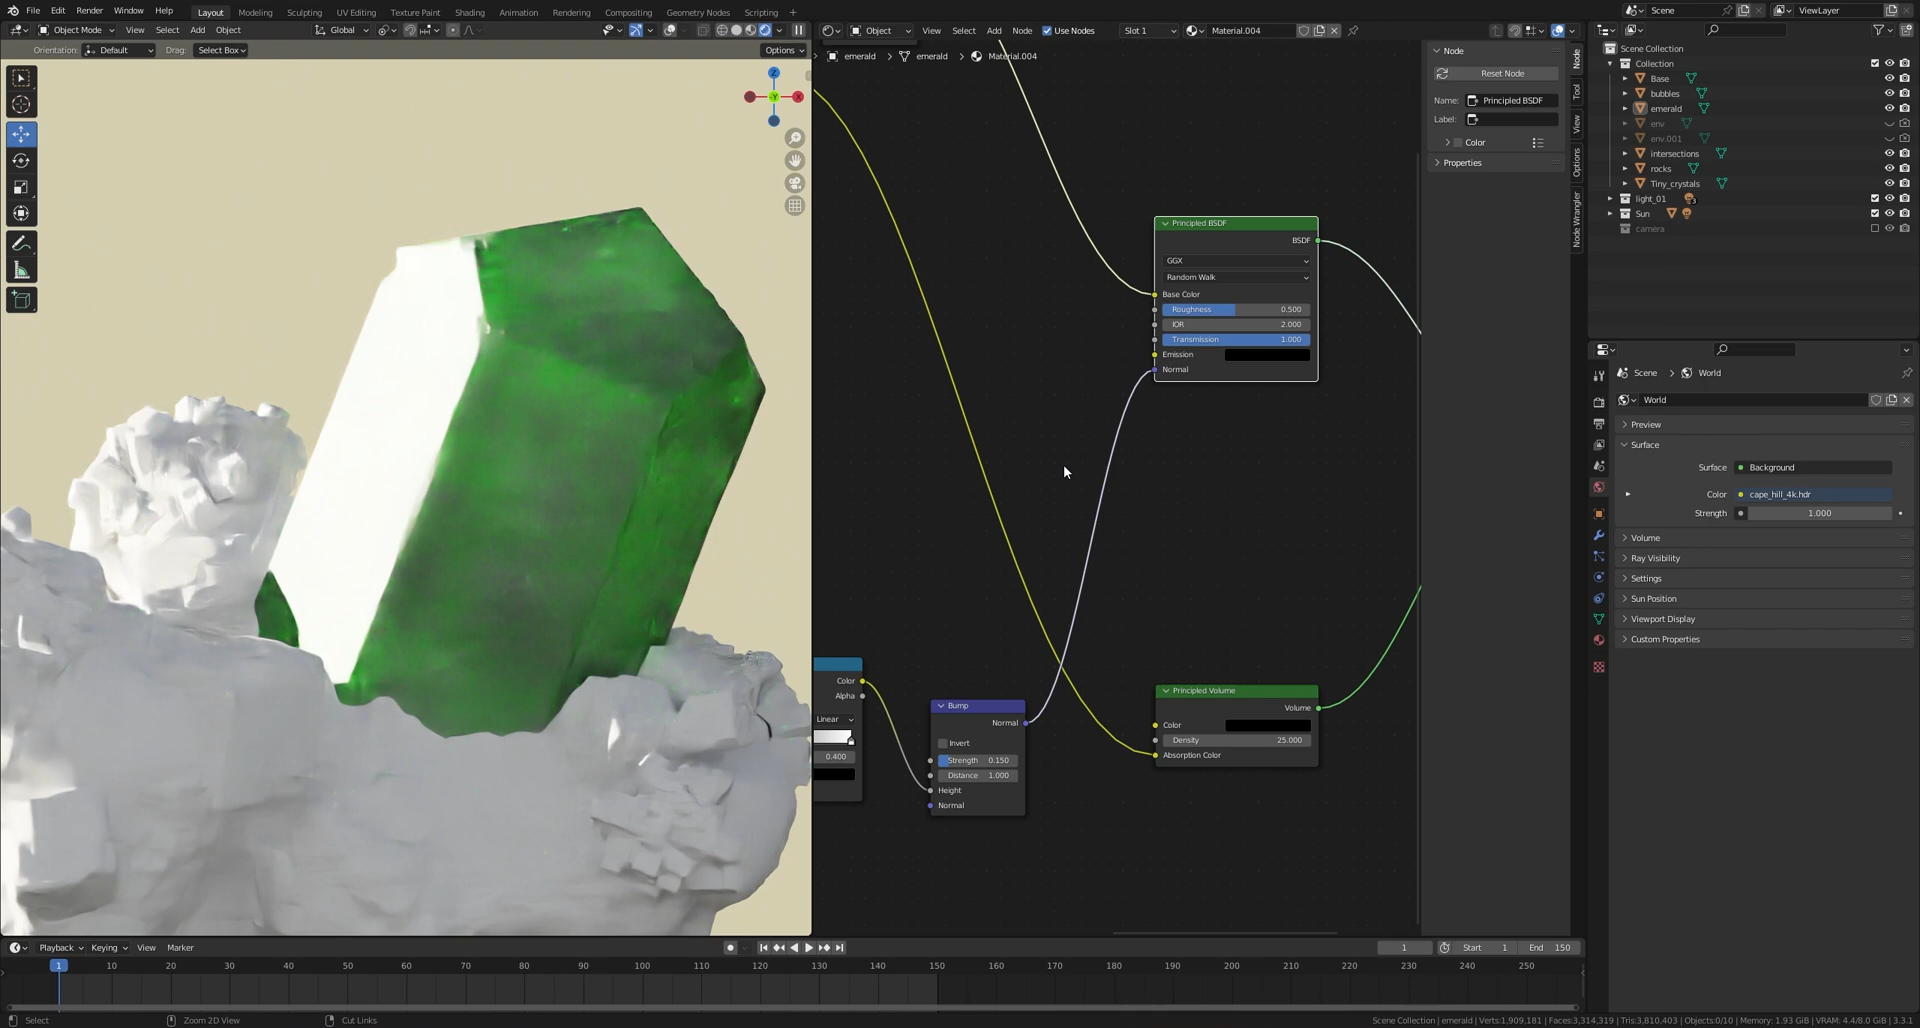 File Edit Render Window Help Layout Modeling Sculpting UV Editing Texture Paint Shading Animation Rendering Compositing Geometry Nodes Scripting + Scene ViewLayer
Object Mode View Select Add Object Global Object View Select Add Node Use Nodes Slot 1 Material.004
Orientation: Default Drag: Select Box Options
emerald > emerald > Material.004
Z
Y
X
Principled BSDF
BSDF
GGX
Random Walk
Base Color
Roughness 0.500
IOR 2.000
Transmission 1.000
Emission
Normal
Color
Alpha
Linear
0.400
Bump
Normal
Invert
Strength 0.150
Distance 1.000
Height
Normal
Principled Volume
Volume
Color
Density 25.000
Absorption Color
Node
Reset Node
Name: Principled BSDF
Label:
Color
Properties
Node
Tool
View
Options
Node Wrangler
Scene Collection
Collection
Base
bubbles
emerald
env
env.001
intersections
rocks
Tiny_crystals
light_01
3
Sun
camera
Scene > World
World
Preview
Surface
Surface Background
Color cape_hill_4k.hdr
Strength 1.000
Volume
Ray Visibility
Settings
Sun Position
Viewport Display
Custom Properties
Playback Keying View Marker 1 Start 1 End 150
1 10 20 30 40 50 60 70 80 90 100 110 120 130 140 150 160 170 180 190 200 210 220 230 240 250
Select Zoom 2D View Cut Links Scene Collection | emerald | Verts:1,909,181 | Faces:3,314,319 | Tris:3,810,403 | Objects:0/10 | Memory: 1.93 GiB | VRAM: 4.4/8.0 GiB | 3.3.1